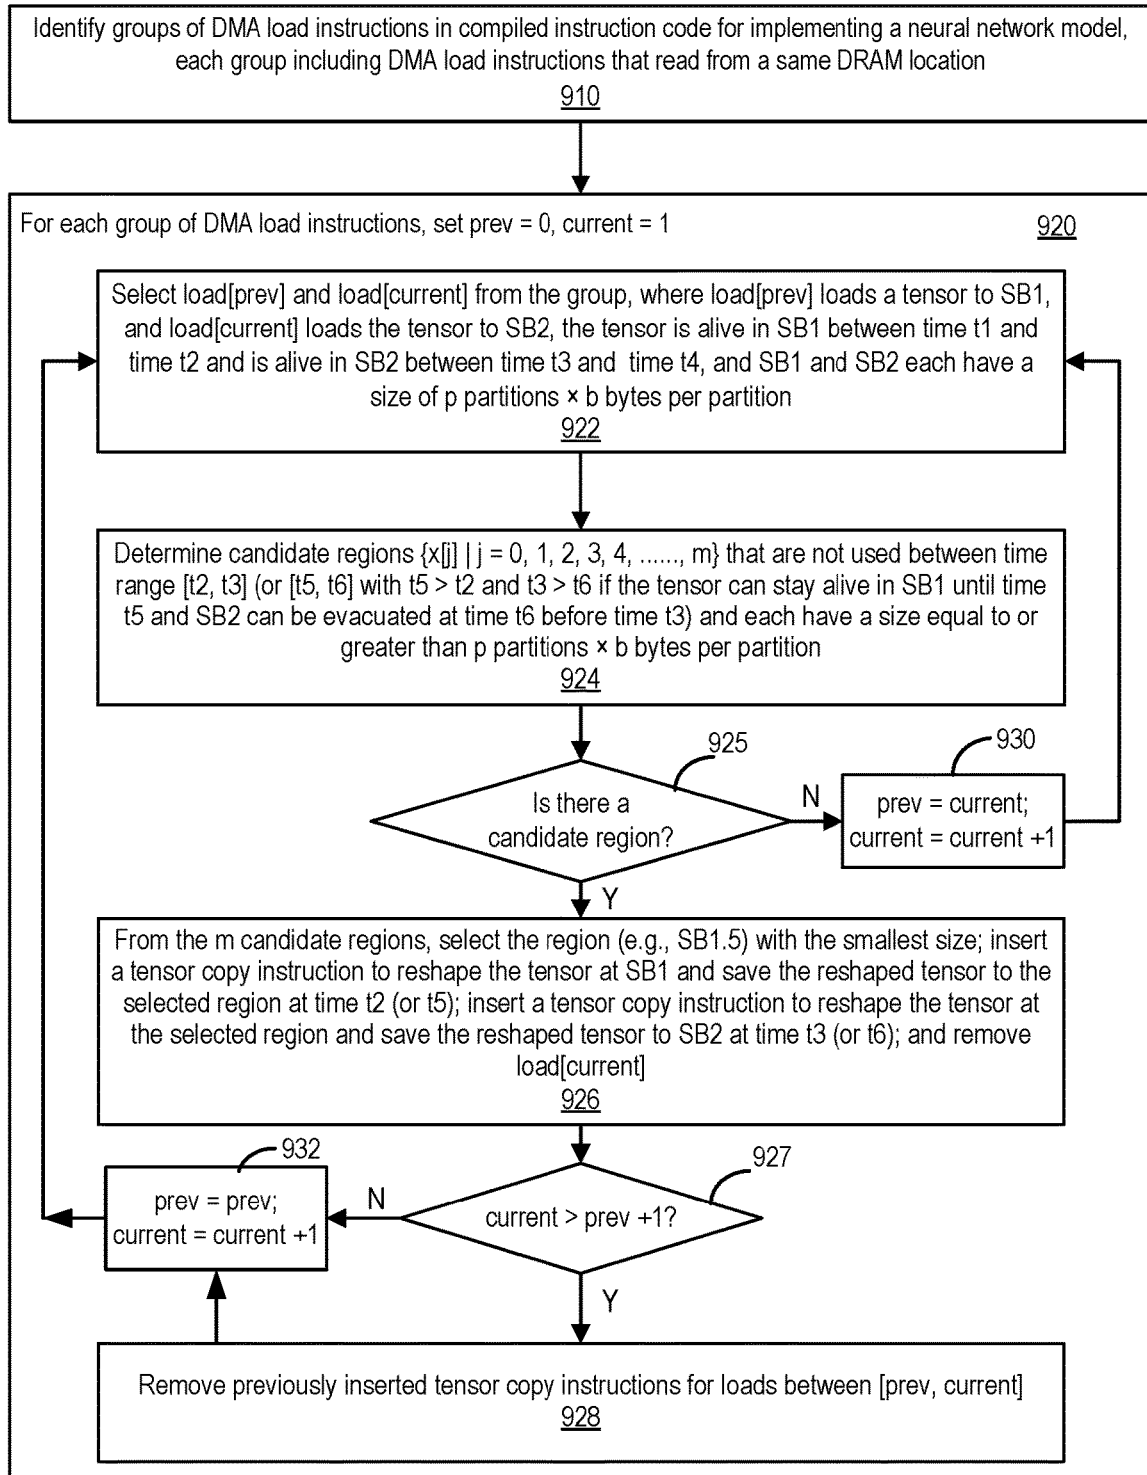 Identify groups of DMA load instructions in compiled instruction code for implementing a neural network model,
each group including DMA load instructions that read from a same DRAM location
910
For each group of DMA load instructions, set prev = 0, current = 1
920
Select load[prev] and load[current] from the group, where load[prev] loads a tensor to SB1,
and load[current] loads the tensor to SB2, the tensor is alive in SB1 between time t1 and
time t2 and is alive in SB2 between time t3 and time t4, and SB1 and SB2 each have a
size of p partitions × b bytes per partition
922
Determine candidate regions {x[j] | j = 0, 1, 2, 3, 4, ......, m} that are not used between time
range [t2, t3] (or [t5, t6] with t5 > t2 and t3 > t6 if the tensor can stay alive in SB1 until time
t5 and SB2 can be evacuated at time t6 before time t3) and each have a size equal to or
greater than p partitions × b bytes per partition
924
925
930
Is there a
candidate region?
N
prev = current;
current = current +1
Y
From the m candidate regions, select the region (e.g., SB1.5) with the smallest size; insert
a tensor copy instruction to reshape the tensor at SB1 and save the reshaped tensor to the
selected region at time t2 (or t5); insert a tensor copy instruction to reshape the tensor at
the selected region and save the reshaped tensor to SB2 at time t3 (or t6); and remove
load[current]
926
932
927
prev = prev;
current = current +1
N
current > prev +1?
Y
Remove previously inserted tensor copy instructions for loads between [prev, current]
928